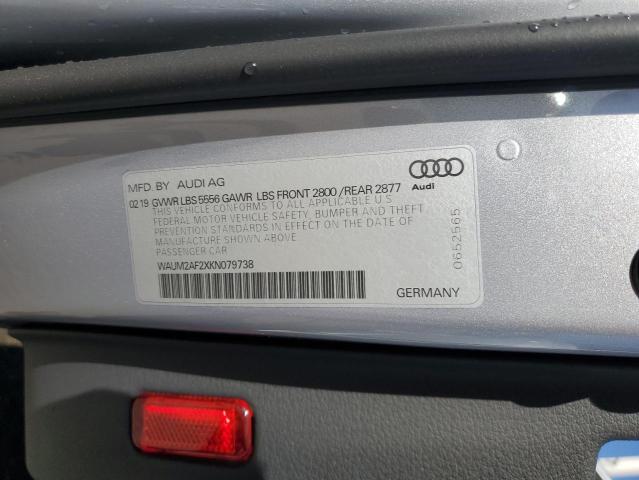 MFD. BY AUDI AG
Audi
02 19 GVWR LBS 5556 GAWR LBS FRONT 2800 / REAR 2877
THIS VEHICLE CONFORMS TO ALL APPLICABLE U.S
FEDERAL MOTOR VEHICLE SAFETY, BUMPER AND THEFT
PREVENTION STANDARDS IN EFFECT ON THE DATE OF
MANUFACTURE SHOWN ABOVE
PASSENGER CAR
WAUM2AF2XKN079738
0652565
GERMANY